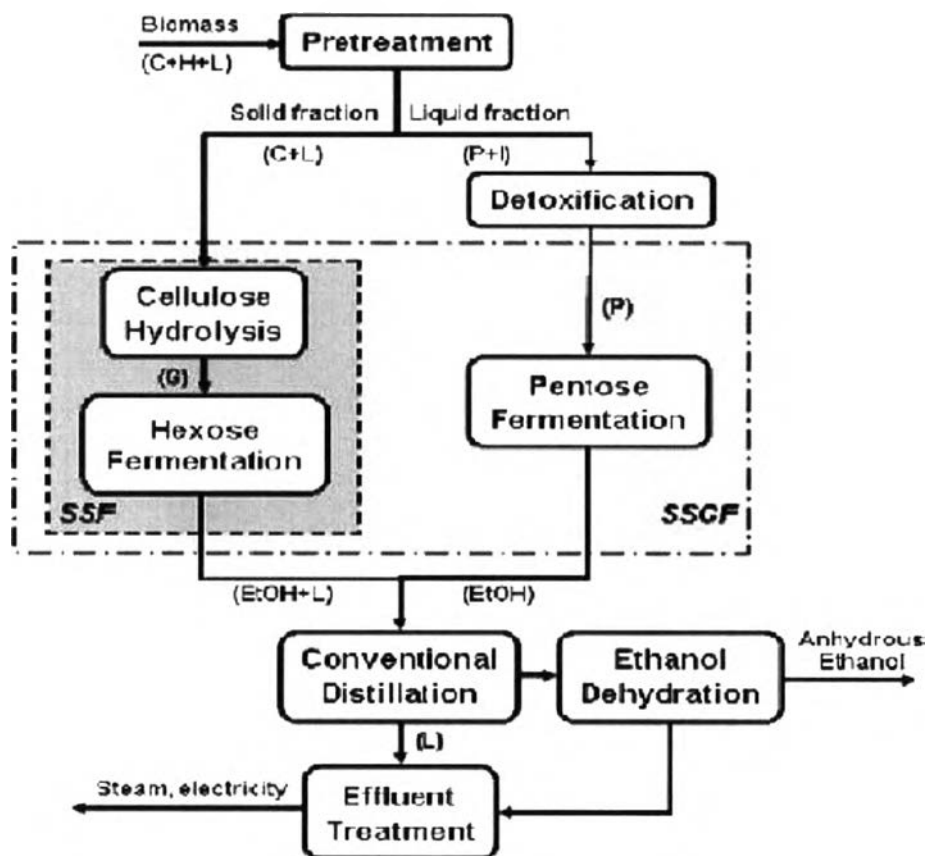 Biomass
(C+H+L)
Pretreatment
Solid fraction
Liquid fraction
(C+L)
(P+I)
Detoxification
Cellulose
Hydrolysis
(G)
(P)
Hexose
Fermentation
Pentose
Fermentation
SSF
SSCF
(EtOH+L)
(EtOH)
Conventional
Distillation
Ethanol
Dehydration
Anhydrous
Ethanol
(L)
Steam, electricity
Effluent
Treatment